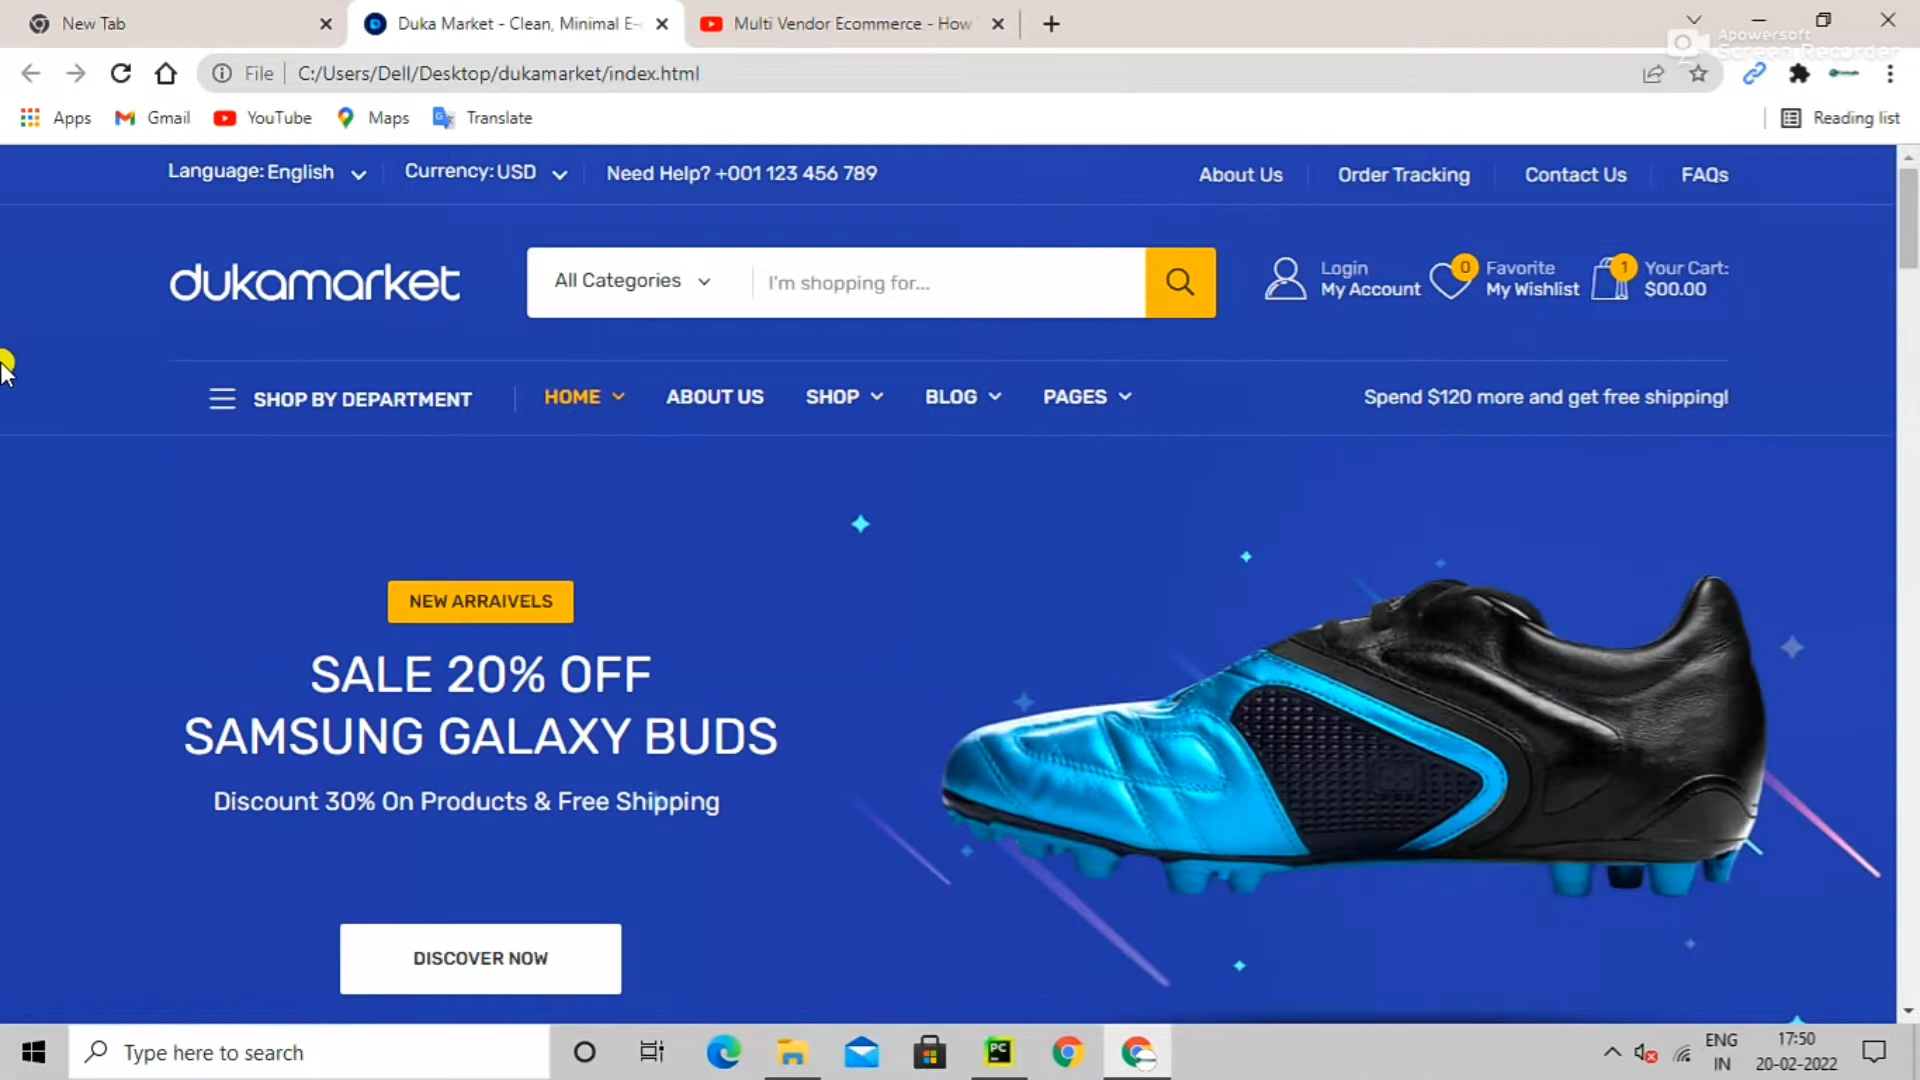 New Tab
Duka Market - Clean, Minimal E-
Multi Vendor Ecommerce - How
Apowersoft
Screen Recorder
File
C:/Users/Dell/Desktop/dukamarket/index.html
Apps
Gmail
YouTube
Maps
Translate
Reading list
Language: English
Currency: USD
Need Help? +001 123 456 789
About Us
Order Tracking
Contact Us
FAQs
dukamarket
All Categories
I'm shopping for...
Login
My Account
0
Favorite
My Wishlist
1
Your Cart:
$00.00
SHOP BY DEPARTMENT
HOME
ABOUT US
SHOP
BLOG
PAGES
Spend $120 more and get free shipping!
NEW ARRAIVELS
SALE 20% OFF
SAMSUNG GALAXY BUDS
Discount 30% On Products & Free Shipping
DISCOVER NOW
Type here to search
PC
ENG
IN
17:50
20-02-2022